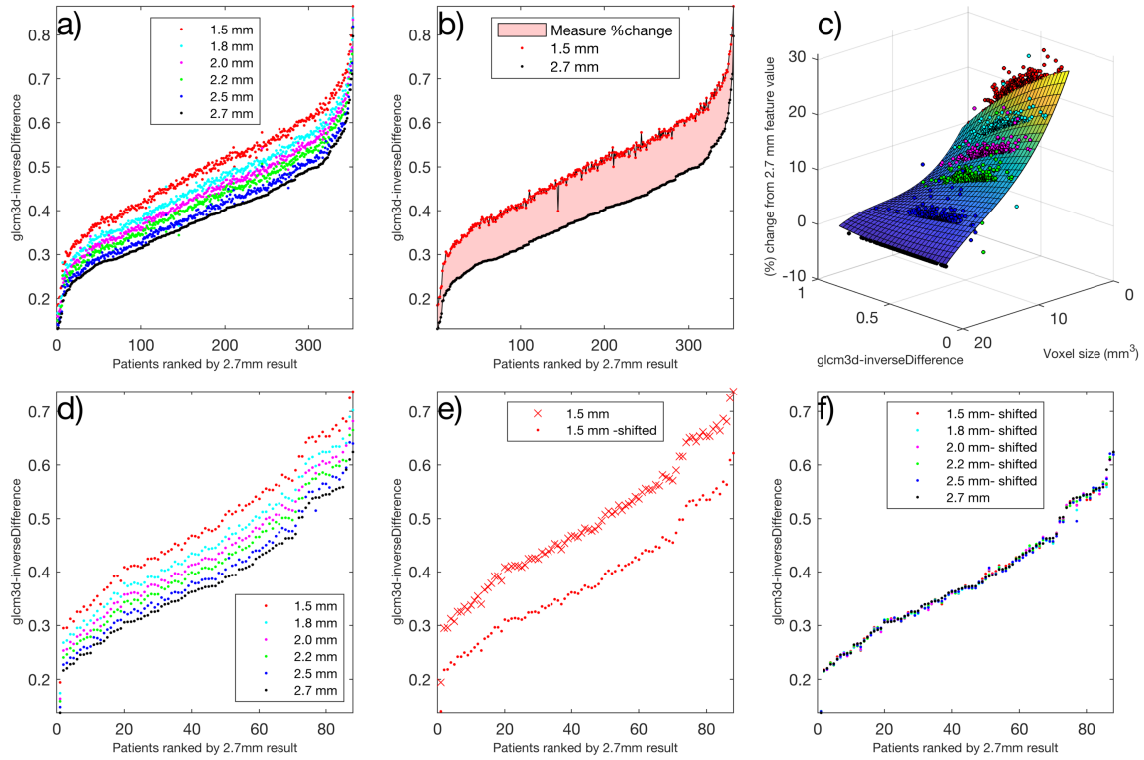 a)
1.5 mm
1.8 mm
2.0 mm
2.2 mm
2.5 mm
2.7 mm
glcm3d-inverseDifference
0.8
0.7
0.6
0.5
0.4
0.3
0.2
0
100
200
300
Patients ranked by 2.7mm result
b)
Measure %change
1.5 mm
2.7 mm
glcm3d-inverseDifference
0.8
0.7
0.6
0.5
0.4
0.3
0.2
100
200
300
Patients ranked by 2.7mm result
c)
(%) change from 2.7 mm feature value
30
20
10
0
-10
1
0.5
0
glcm3d-inverseDifference
20
10
0
Voxel size (mm³)
d)
1.5 mm
1.8 mm
2.0 mm
2.2 mm
2.5 mm
2.7 mm
glcm3d-inverseDifference
0.7
0.6
0.5
0.4
0.3
0.2
0
20
40
60
80
Patients ranked by 2.7mm result
e)
1.5 mm
1.5 mm -shifted
glcm3d-inverseDifference
0.7
0.6
0.5
0.4
0.3
0.2
0
20
40
60
80
Patients ranked by 2.7mm result
f)
1.5 mm- shifted
1.8 mm- shifted
2.0 mm- shifted
2.2 mm- shifted
2.5 mm- shifted
2.7 mm
glcm3d-inverseDifference
0.7
0.6
0.5
0.4
0.3
0.2
0
20
40
60
80
Patients ranked by 2.7mm result